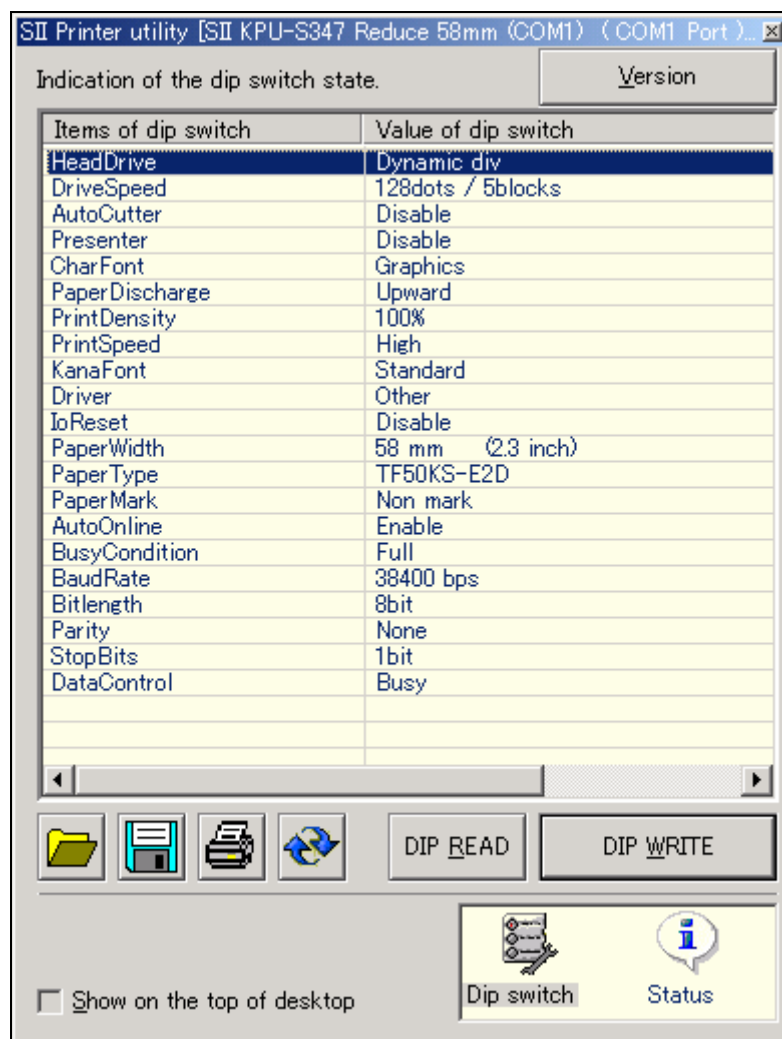 SII Printer utility [SII KPU-S347 Reduce 58mm (COM1) ( COM1 Port )...
Indication of the dip switch state.
Version
Items of dip switch Value of dip switch
HeadDrive Dynamic div
DriveSpeed 128dots / 5blocks
AutoCutter Disable
Presenter Disable
CharFont Graphics
PaperDischarge Upward
PrintDensity 100%
PrintSpeed High
KanaFont Standard
Driver Other
IoReset Disable
PaperWidth 58 mm (2.3 inch)
PaperType TF50KS-E2D
PaperMark Non mark
AutoOnline Enable
BusyCondition Full
BaudRate 38400 bps
Bitlength 8bit
Parity None
StopBits 1bit
DataControl Busy
DIP READ
DIP WRITE
Dip switch
Status
Show on the top of desktop